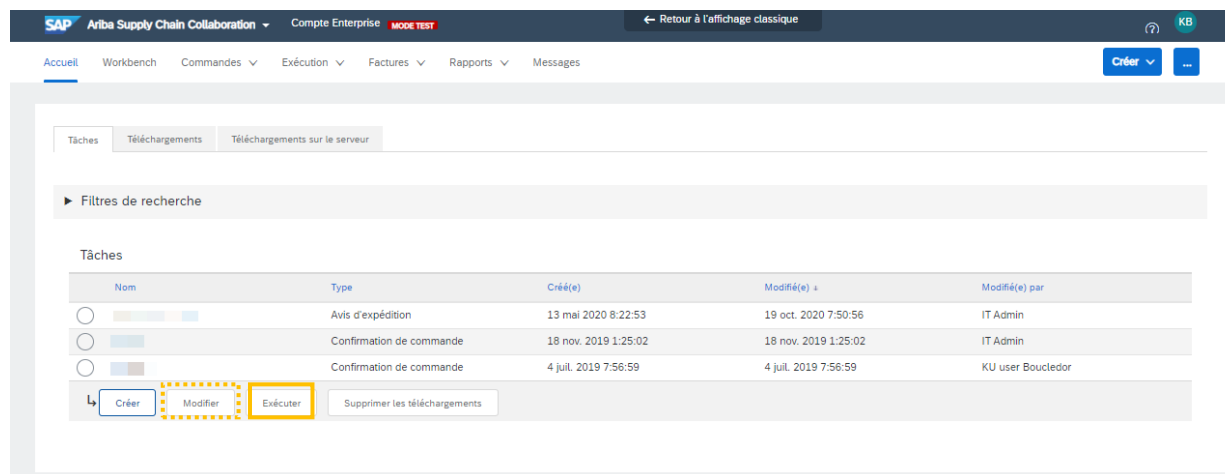 SAP Ariba Supply Chain Collaboration Compte Enterprise MODE TEST ← Retour à l'affichage classique ? KB
Accueil Workbench Commandes Exécution Factures Rapports Messages Créer ...
Tâches Téléchargements Téléchargements sur le serveur
► Filtres de recherche
Tâches
Nom Type Créé(e) Modifié(e) ↓ Modifié(e) par
Avis d'expédition 13 mai 2020 8:22:53 19 oct. 2020 7:50:56 IT Admin
Confirmation de commande 18 nov. 2019 1:25:02 18 nov. 2019 1:25:02 IT Admin
Confirmation de commande 4 juil. 2019 7:56:59 4 juil. 2019 7:56:59 KU user Boucledor
Créer Modifier Exécuter Supprimer les téléchargements